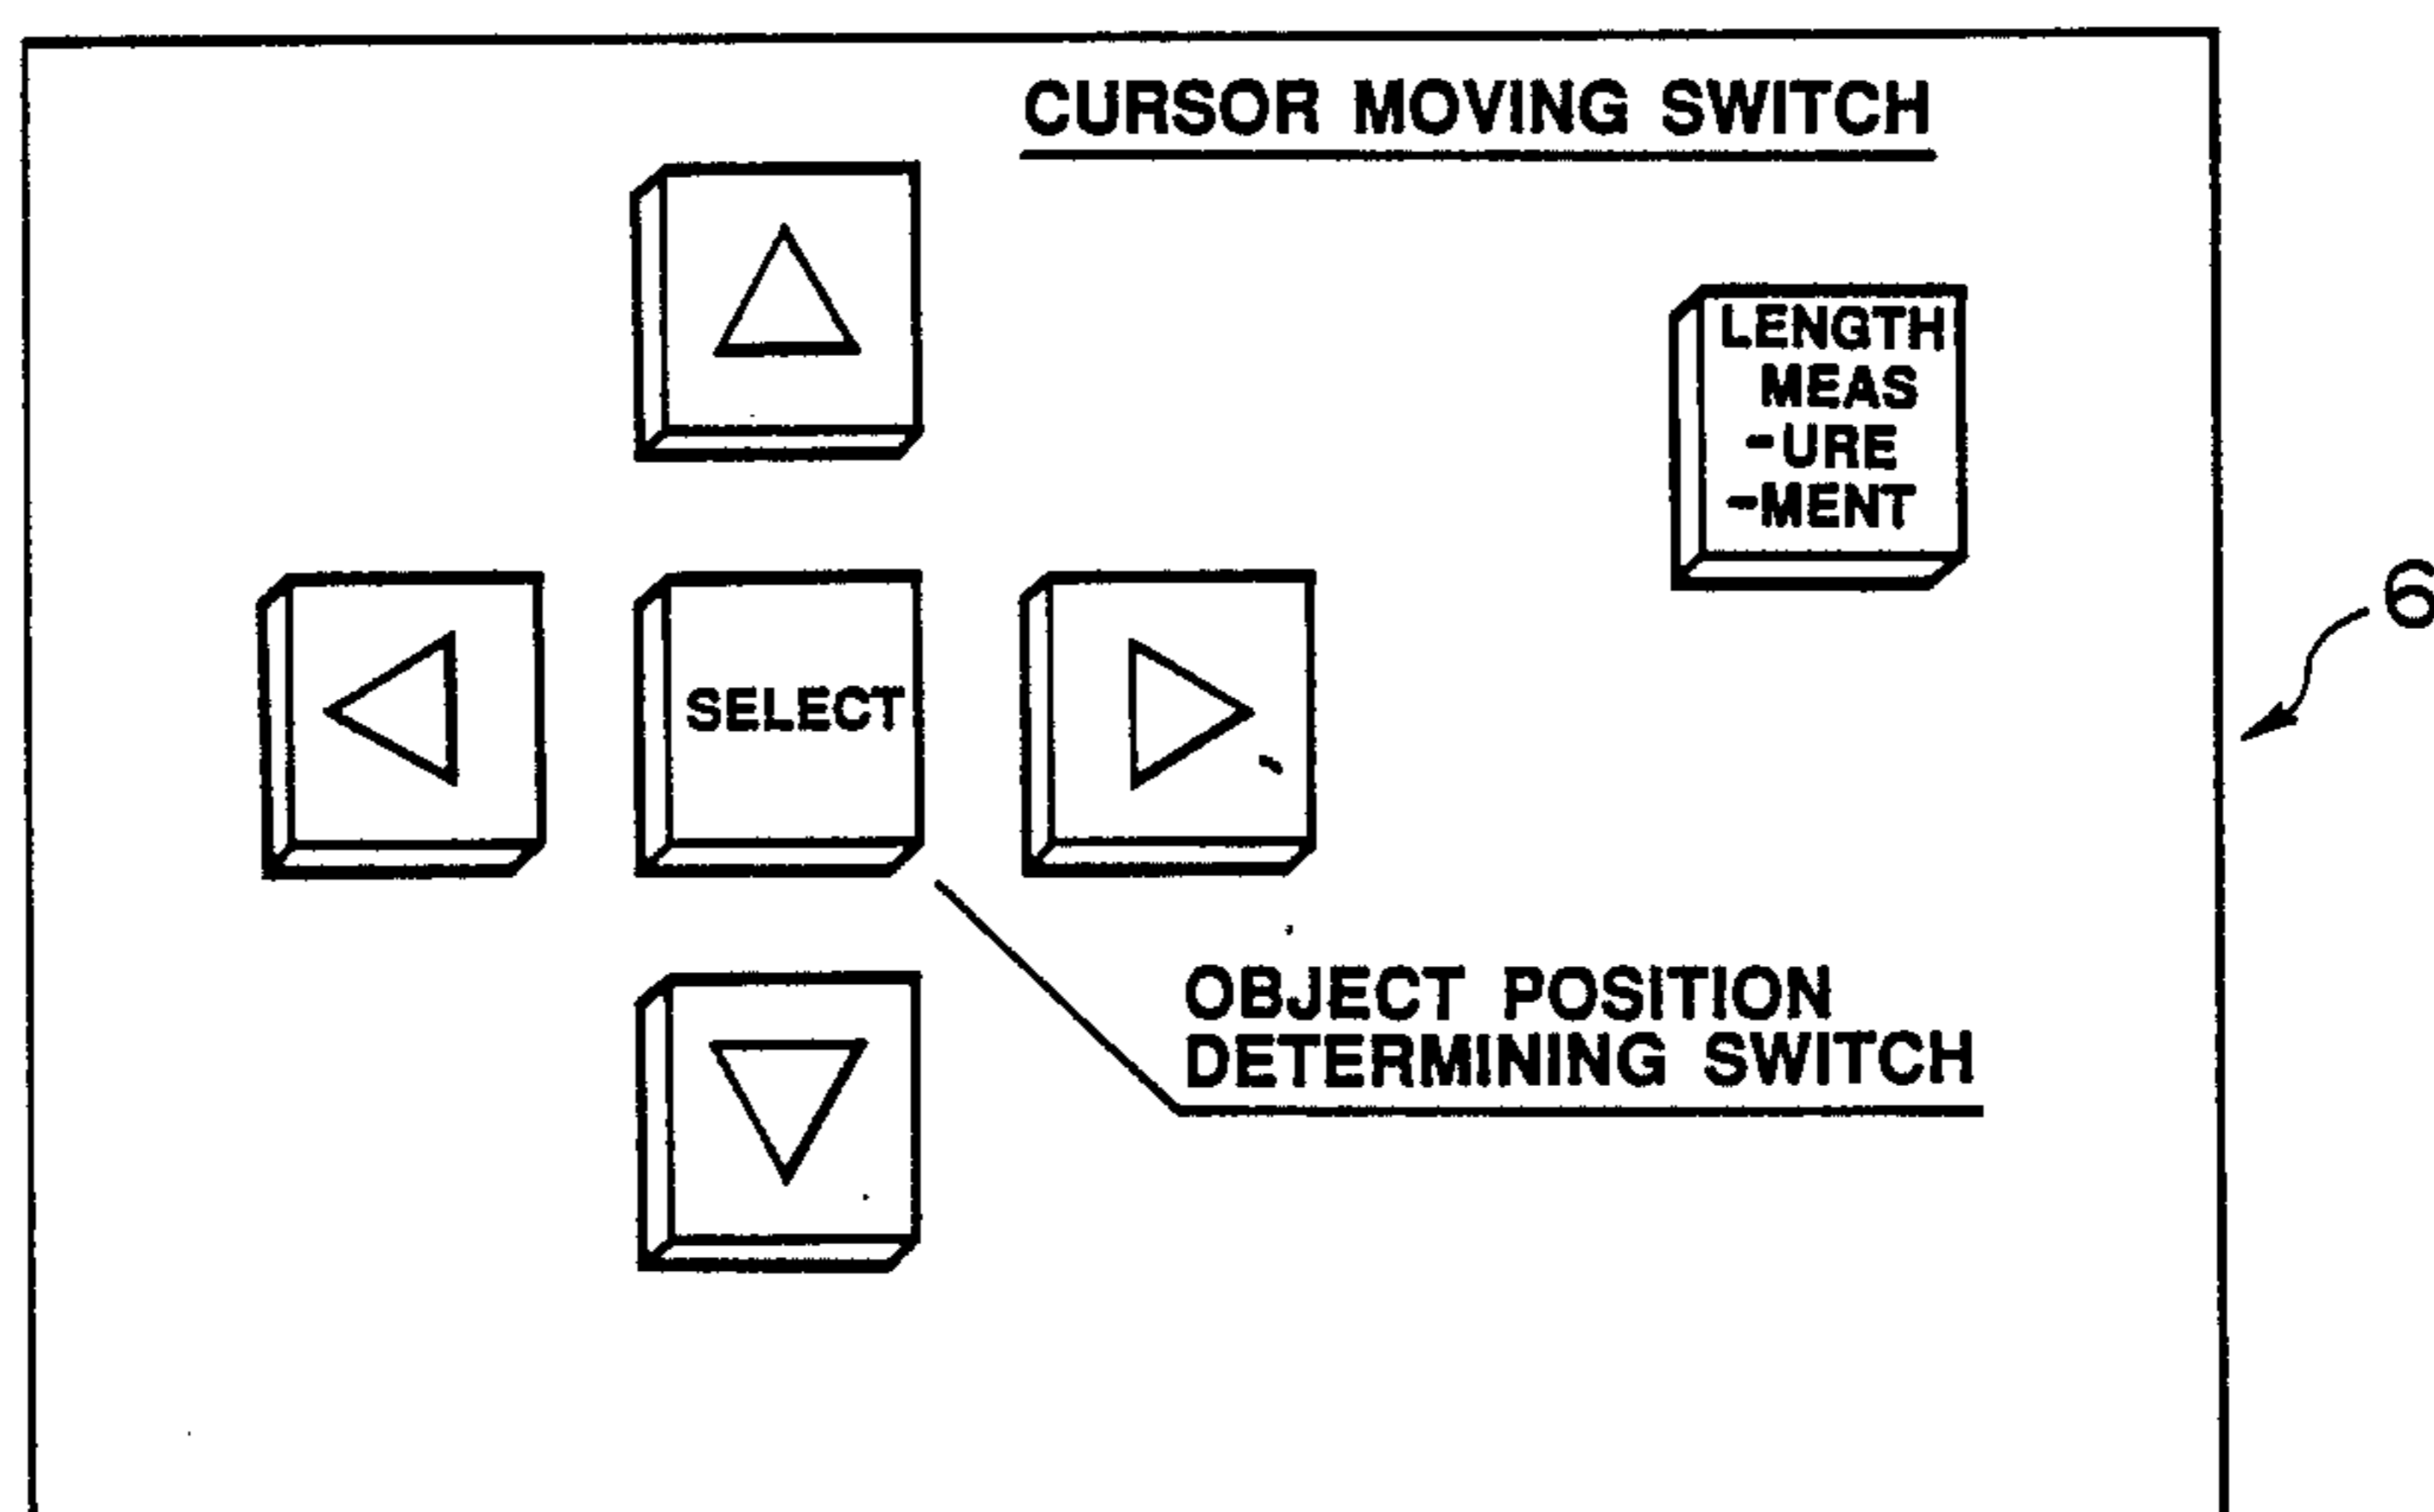 CURSOR MOVING SWITCH
LENGTH
MEAS
-URE
-MENT
6
SELECT
OBJECT POSITION
DETERMINING SWITCH